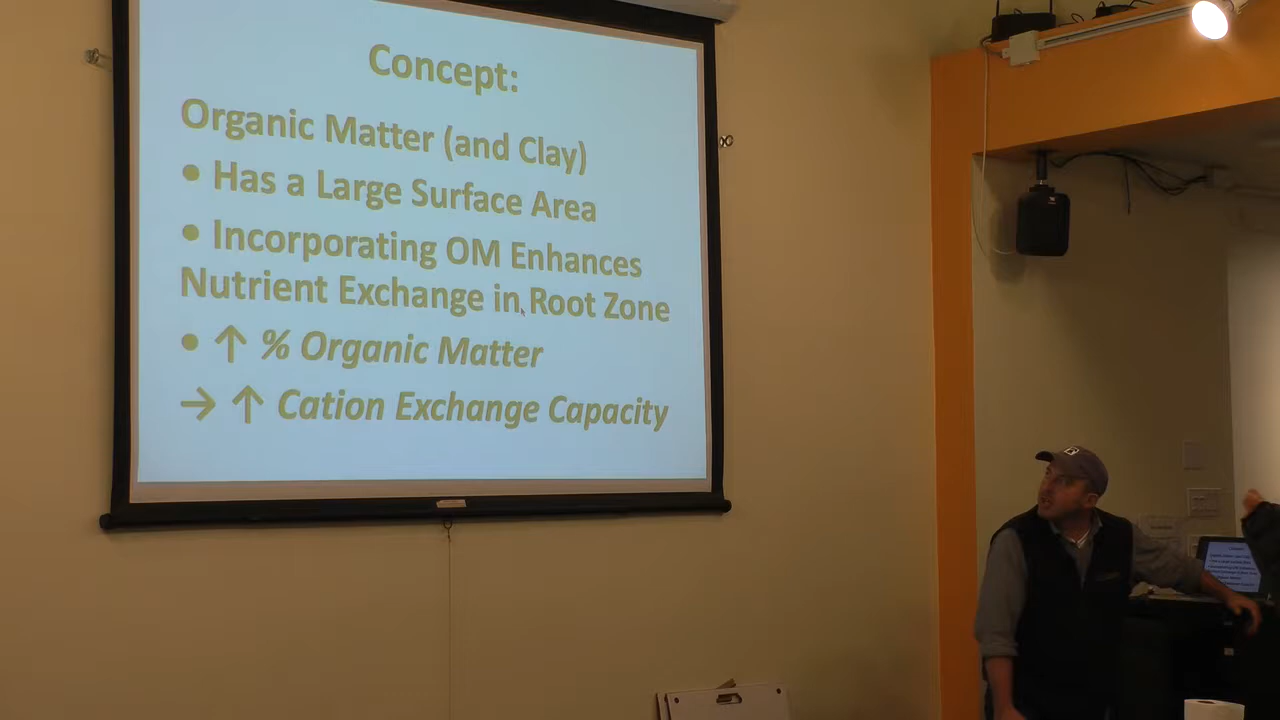 Concept:
Organic Matter (and Clay)
• Has a Large Surface Area
• Incorporating OM Enhances
Nutrient Exchange in Root Zone
• ↑ % Organic Matter
→ ↑ Cation Exchange Capacity